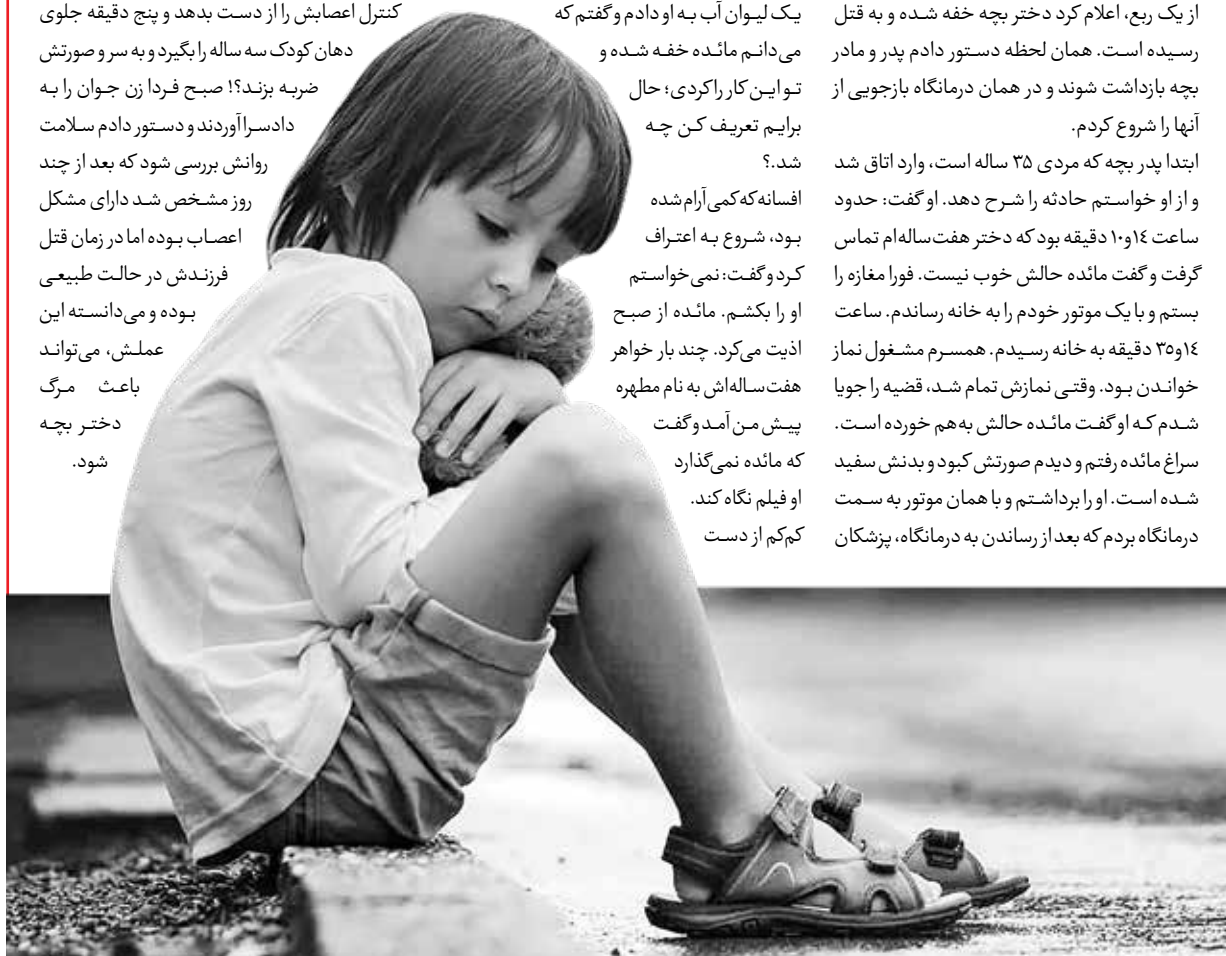 از یک ربع، اعلام کرد دختر بچه خفه شده و به قتل
رسیده است. همان لحظه دستور دادم پدر و مادر
بچه بازداشت شوند و در همان درمانگاه بازجویی از
آنها را شروع کردم.
ابتدا پدر بچه که مردی ۳۵ ساله است، وارد اتاق شد
و از او خواستم حادثه را شرح دهد. او گفت: حدود
ساعت ۱۴و۱۰ دقیقه بود که دختر هفت‌ساله‌ام تماس
گرفت و گفت مائده حالش خوب نیست. فورا مغازه را
بستم و با یک موتور خودم را به خانه رساندم. ساعت
۱۴و۳۵ دقیقه به خانه رسیدم. همسرم مشغول نماز
خواندن بود. وقتی نمازش تمام شد، قضیه را جویا
شدم که او گفت مائده حالش به‌هم خورده است.
سراغ مائده رفتم و دیدم صورتش کبود و بدنش سفید
شده است. او را برداشتم و با همان موتور به سمت
درمانگاه بردم که بعد از رساندن به درمانگاه، پزشکان
یک لیوان آب به او دادم و گفتم که
می‌دانم مائده خفه شده و
تو این کار را کردی؛ حال
برایم تعریف کن چه
شد.؟
افسانه که کمی آرام شده
بود، شروع به اعتراف
کرد و گفت: نمی‌خواستم
او را بکشم. مائده از صبح
اذیت می‌کرد. چند بار خواهر
هفت‌ساله‌اش به نام مطهره
پیش من آمد و گفت
که مائده نمی‌گذارد
او فیلم نگاه کند.
کم‌کم از دست
کنترل اعصابش را از دست بدهد و پنج دقیقه جلوی
دهان کودک سه ساله را بگیرد و به سر و صورتش
ضربه بزند؟! صبح فردا زن جوان را به
دادسرا آوردند و دستور دادم سلامت
روانش بررسی شود که بعد از چند
روز مشخص شد دارای مشکل
اعصاب بوده اما در زمان قتل
فرزندش در حالت طبیعی
بوده و می‌دانسته این
عملش، می‌تواند
باعث مرگ
دختر بچه
شود.